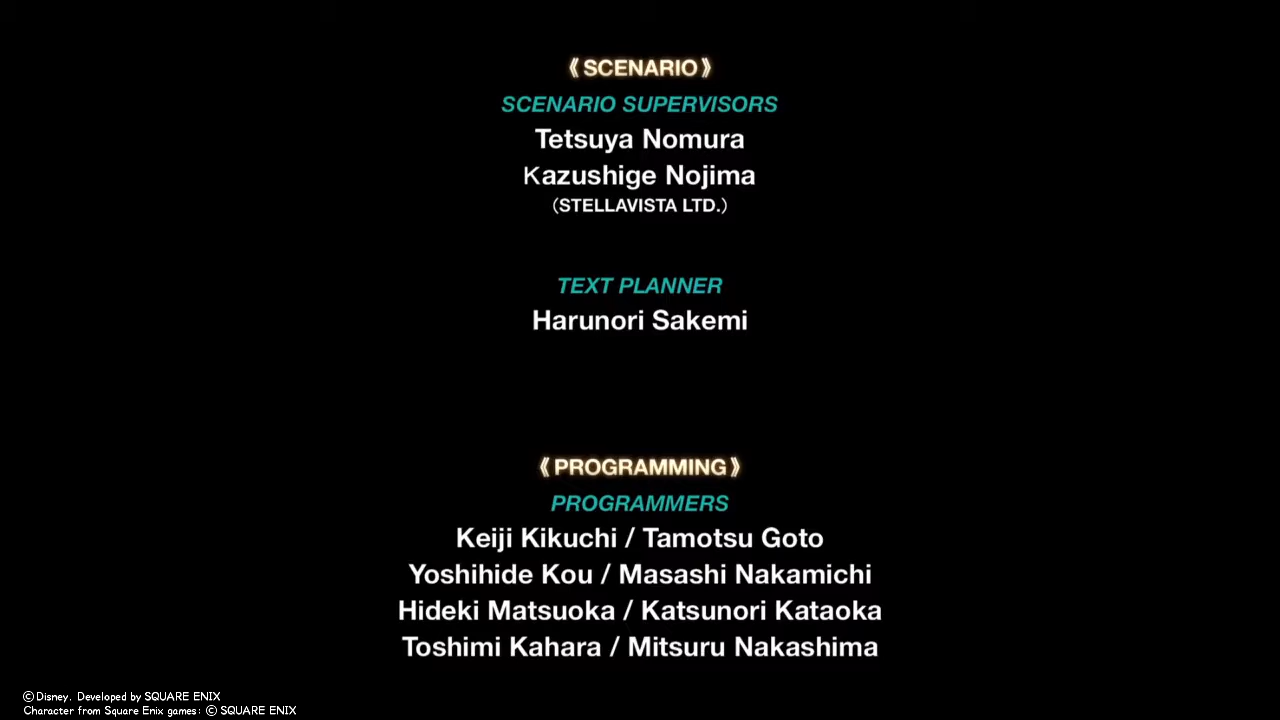 《SCENARIO》
SCENARIO SUPERVISORS
Tetsuya Nomura
Kazushige Nojima
(STELLAVISTA LTD.)
TEXT PLANNER
Harunori Sakemi
《PROGRAMMING》
PROGRAMMERS
Keiji Kikuchi / Tamotsu Goto
Yoshihide Kou / Masashi Nakamichi
Hideki Matsuoka / Katsunori Kataoka
Toshimi Kahara / Mitsuru Nakashima
©Disney. Developed by SQUARE ENIX
Character from Square Enix games: © SQUARE ENIX